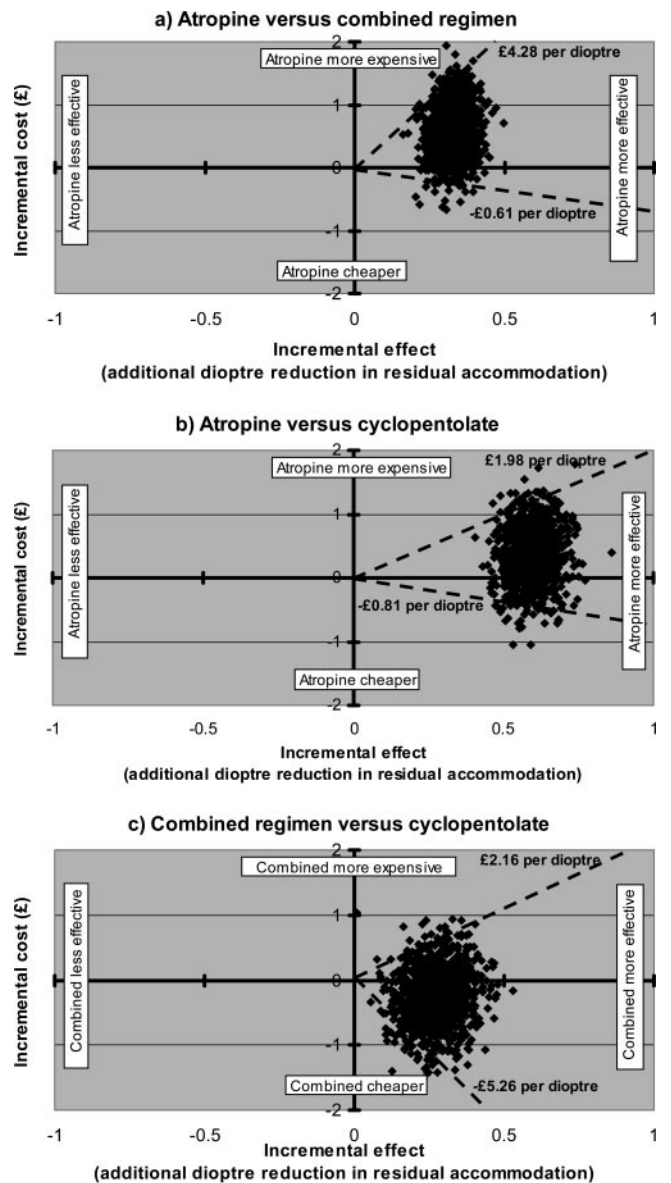 a) Atropine versus combined regimen
Incremental cost (£)
2
1
0
-1
-2
Atropine less effective
Atropine more expensive
£4.28 per dioptre
Atropine more effective
-£0.61 per dioptre
Atropine cheaper
-1
-0.5
0
0.5
1
Incremental effect
(additional dioptre reduction in residual accommodation)
b) Atropine versus cyclopentolate
Incremental cost (£)
2
1
0
-1
-2
Atropine less effective
Atropine more expensive
£1.98 per dioptre
Atropine more effective
-£0.81 per dioptre
Atropine cheaper
-1
-0.5
0
0.5
1
Incremental effect
(additional dioptre reduction in residual accommodation)
c) Combined regimen versus cyclopentolate
Incremental cost (£)
2
1
0
-1
-2
Combined less effective
Combined more expensive
£2.16 per dioptre
Combined more effective
Combined cheaper
-£5.26 per dioptre
-1
-0.5
0
0.5
1
Incremental effect
(additional dioptre reduction in residual accommodation)